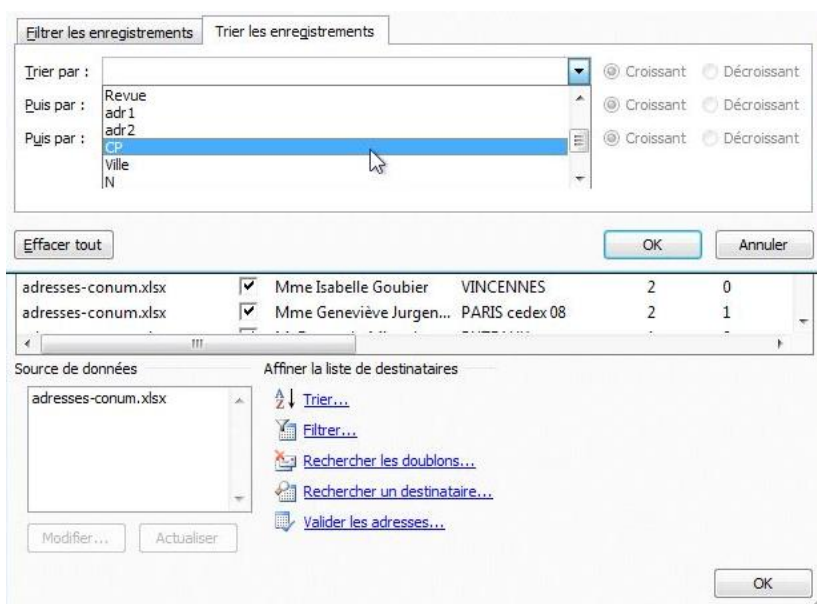 Filtrer les enregistrements Trier les enregistrements
Trier par : Croissant Décroissant
Revue
Puis par : Croissant Décroissant
adr1
adr2
Puis par : Croissant Décroissant
CP
Ville
N
Effacer tout OK Annuler
adresses-conum.xlsx Mme Isabelle Goubier VINCENNES 2 0
adresses-conum.xlsx Mme Geneviève Jurgen... PARIS cedex 08 2 1
Source de données Affiner la liste de destinataires
adresses-conum.xlsx Trier...
Filtrer...
Rechercher les doublons...
Rechercher un destinataire...
Valider les adresses...
Modifier... Actualiser
OK